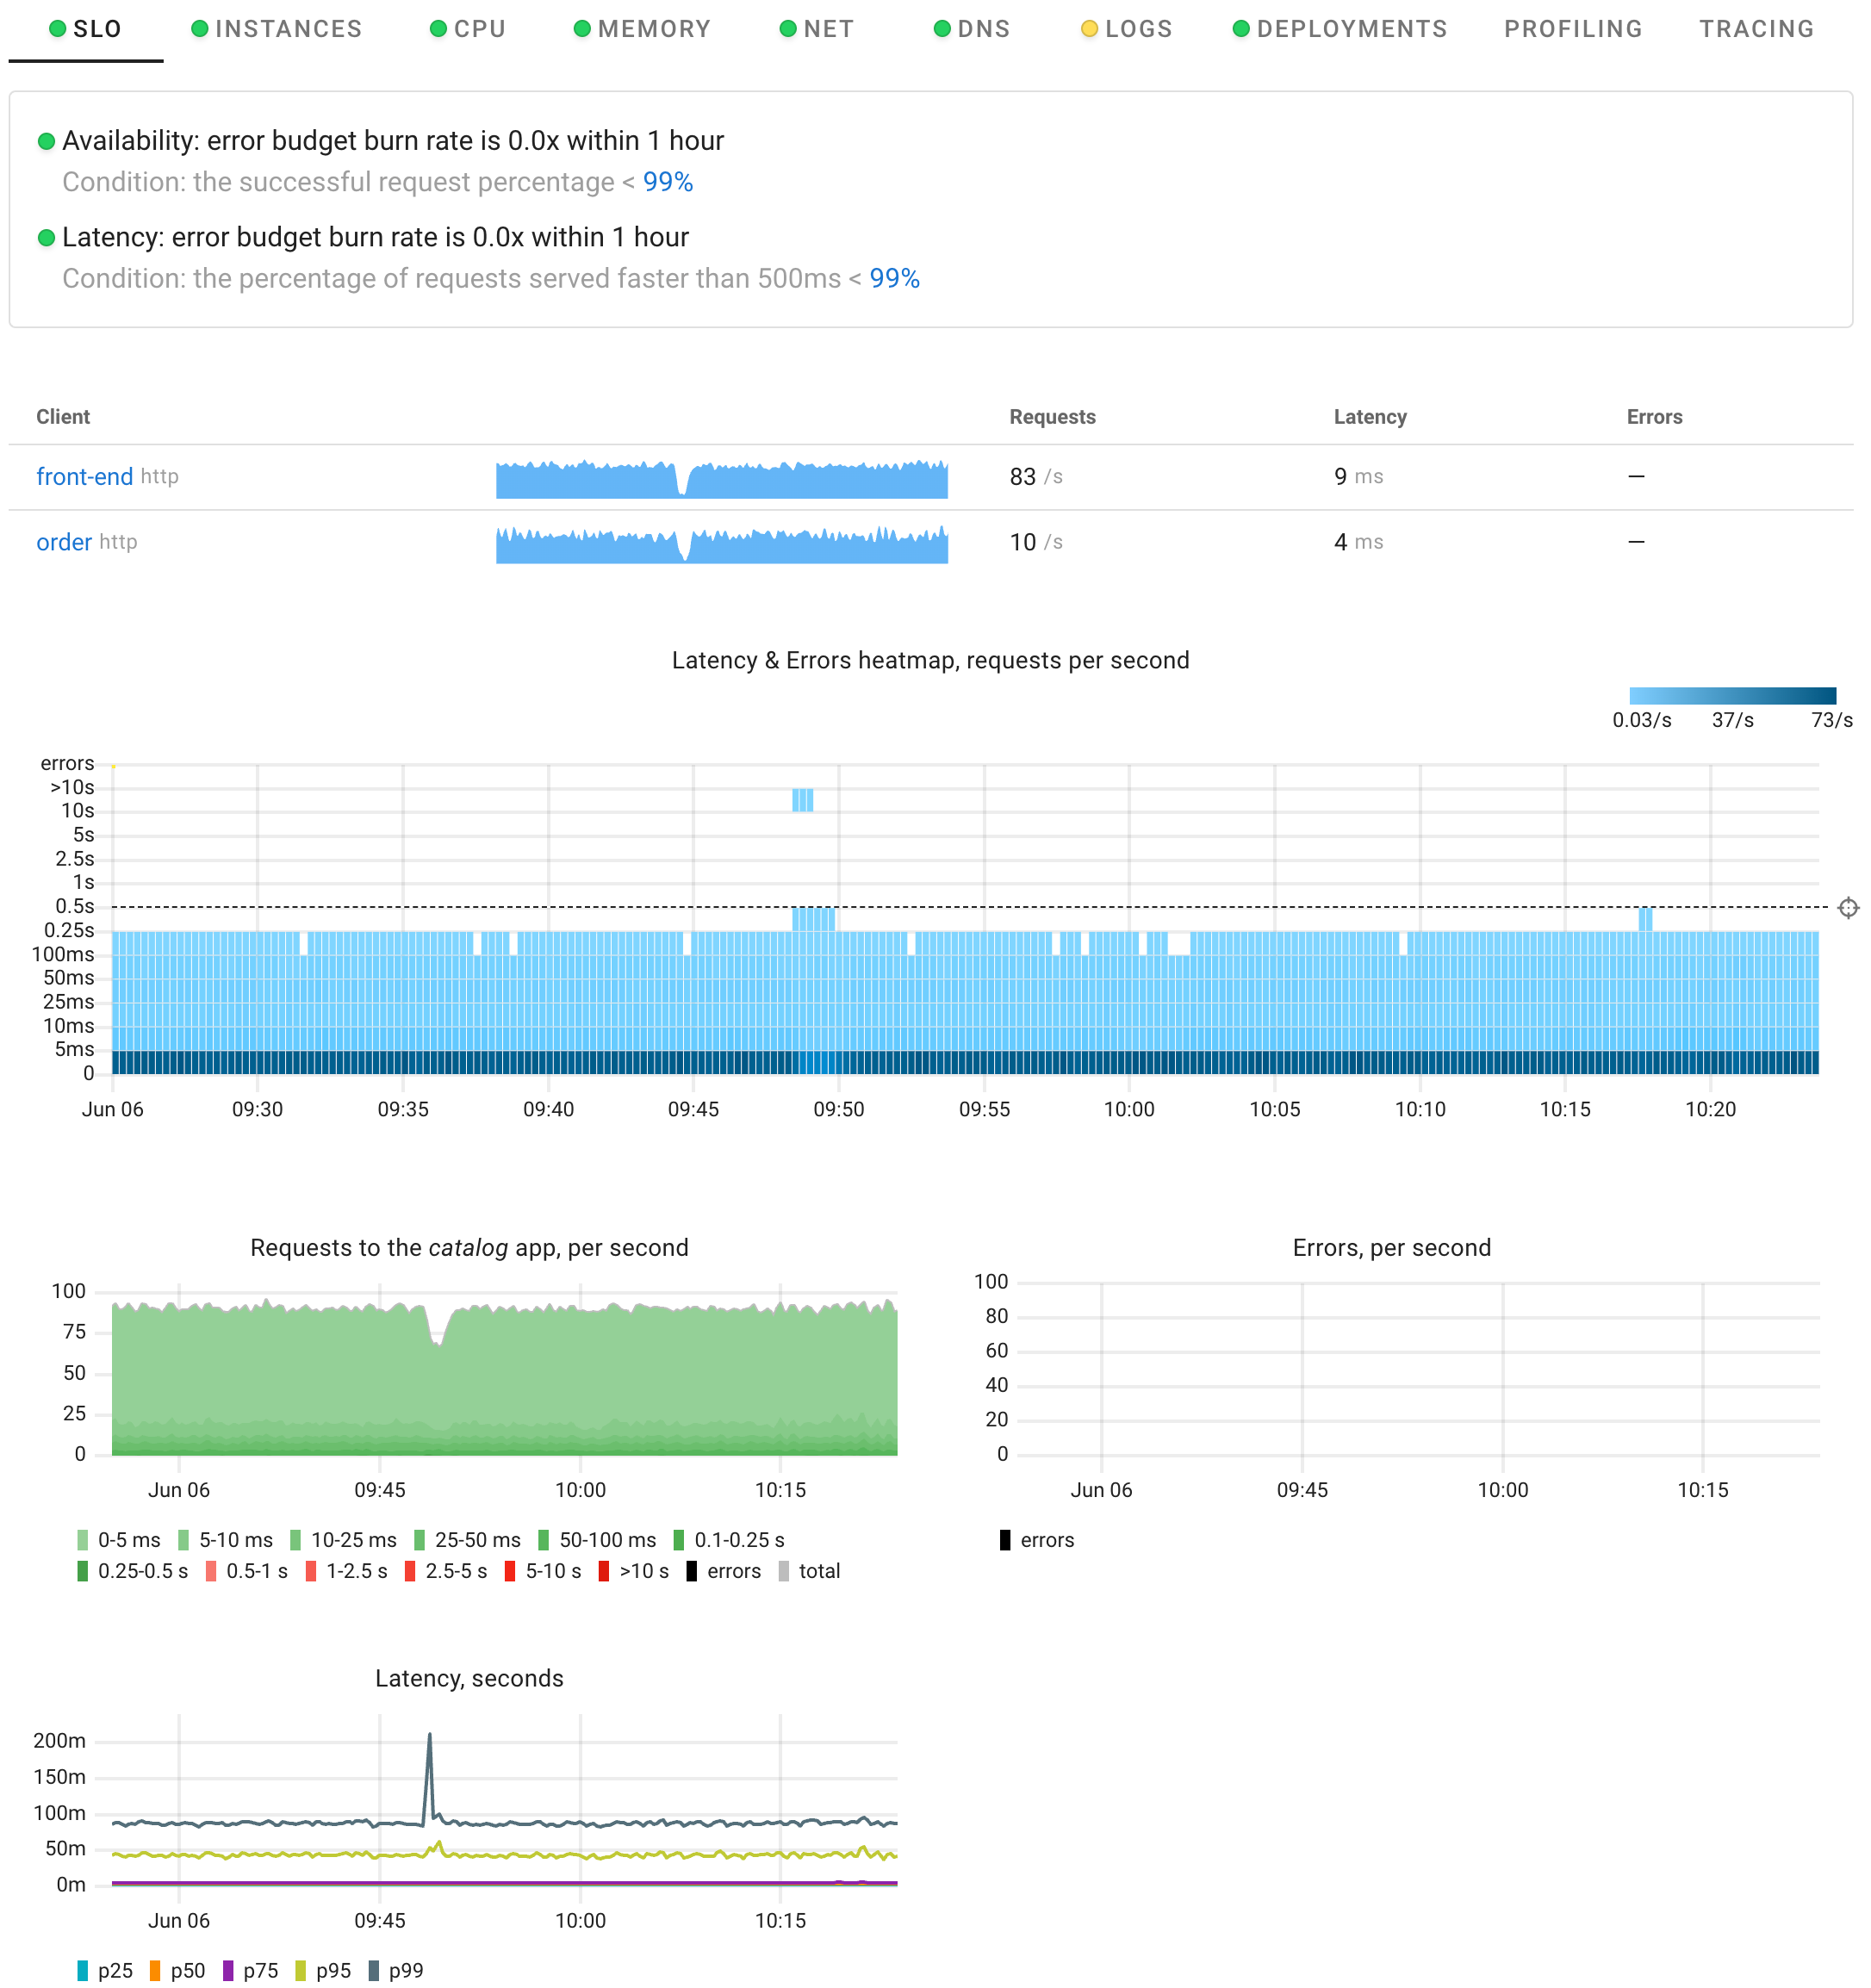 SLO INSTANCES CPU MEMORY NET DNS LOGS DEPLOYMENTS PROFILING TRACING
Availability: error budget burn rate is 0.0x within 1 hour
Condition: the successful request percentage < 99%
Latency: error budget burn rate is 0.0x within 1 hour
Condition: the percentage of requests served faster than 500ms < 99%
Client Requests Latency Errors
front-end http 83 /s 9 ms —
order http 10 /s 4 ms —
Latency & Errors heatmap, requests per second
0.03/s 37/s 73/s
errors
>10s
10s
5s
2.5s
1s
0.5s
0.25s
100ms
50ms
25ms
10ms
5ms
0
Jun 06 09:30 09:35 09:40 09:45 09:50 09:55 10:00 10:05 10:10 10:15 10:20
Requests to the catalog app, per second
100
75
50
25
0
Jun 06 09:45 10:00 10:15
0-5 ms 5-10 ms 10-25 ms 25-50 ms 50-100 ms 0.1-0.25 s
0.25-0.5 s 0.5-1 s 1-2.5 s 2.5-5 s 5-10 s >10 s errors total
Errors, per second
100
80
60
40
20
0
Jun 06 09:45 10:00 10:15
errors
Latency, seconds
200m
150m
100m
50m
0m
Jun 06 09:45 10:00 10:15
p25 p50 p75 p95 p99